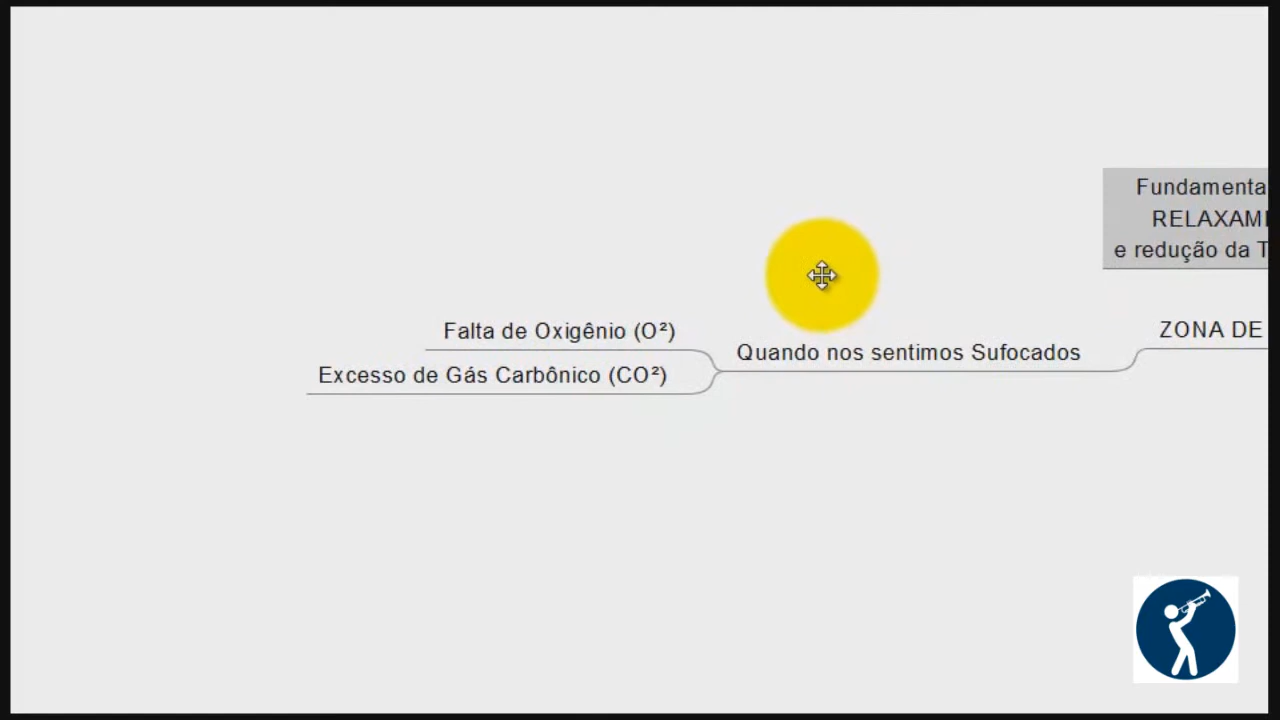 Fundamenta
RELAXAM
e redução da T
Falta de Oxigênio (O²)
Quando nos sentimos Sufocados
ZONA DE
Excesso de Gás Carbônico (CO²)